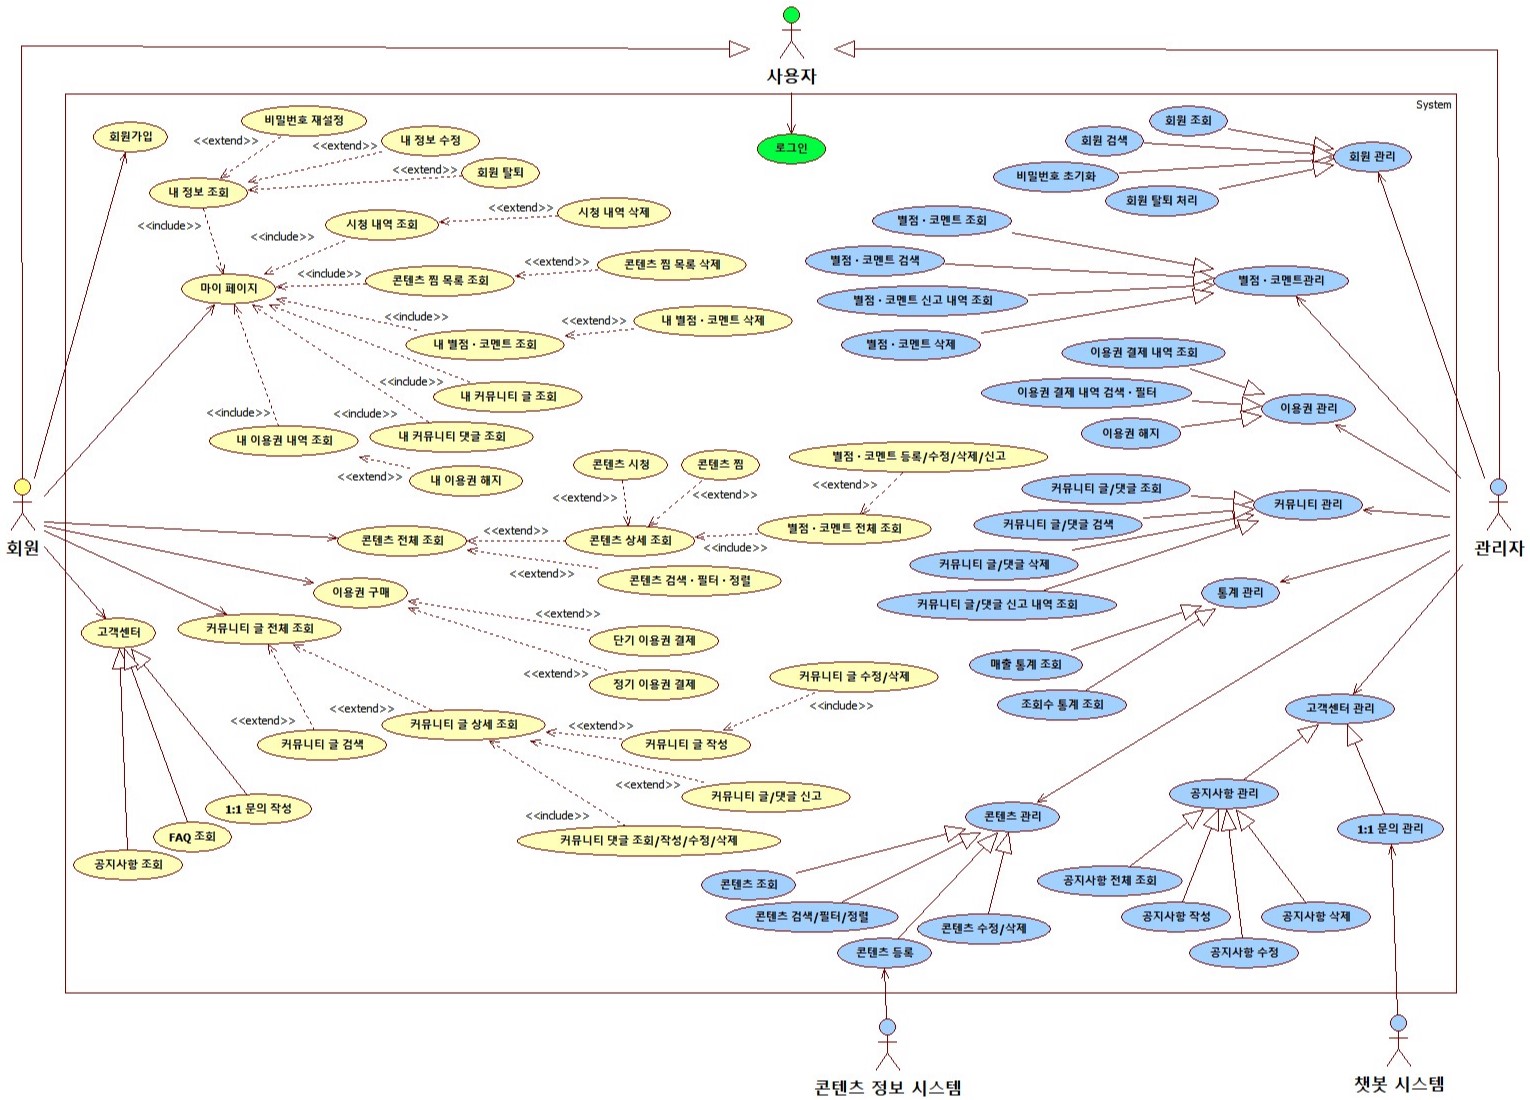 사용자
System
회원가입
비밀번호 재설정
<<extend>>
내 정보 수정
<<extend>>
회원 탈퇴
<<extend>>
내 정보 조회
<<include>>
시청 내역 조회
<<extend>>
시청 내역 삭제
<<include>>
콘텐츠 찜 목록 조회
<<extend>>
콘텐츠 찜 목록 삭제
<<include>>
마이 페이지
<<include>>
내 별점·코멘트 조회
<<extend>>
내 별점·코멘트 삭제
<<include>>
내 커뮤니티 글 조회
<<include>>
<<include>>
내 이용권 내역 조회
내 커뮤니티 댓글 조회
<<extend>>
내 이용권 해지
회원
콘텐츠 시청
콘텐츠 찜
별점·코멘트 등록/수정/삭제/신고
<<extend>>
<<extend>>
<<extend>>
콘텐츠 전체 조회
<<extend>>
콘텐츠 상세 조회
<<include>>
별점·코멘트 전체 조회
<<extend>>
콘텐츠 검색·필터·정렬
이용권 구매
<<extend>>
단기 이용권 결제
<<extend>>
정기 이용권 결제
고객센터
커뮤니티 글 전체 조회
<<extend>>
커뮤니티 글 검색
<<extend>>
커뮤니티 글 상세 조회
<<extend>>
커뮤니티 글 작성
<<include>>
커뮤니티 글 수정/삭제
<<extend>>
커뮤니티 글/댓글 신고
<<include>>
커뮤니티 댓글 조회/작성/수정/삭제
1:1 문의 작성
FAQ 조회
공지사항 조회
로그인
회원 조회
회원 검색
비밀번호 초기화
회원 탈퇴 처리
회원 관리
별점·코멘트 조회
별점·코멘트 검색
별점·코멘트 신고 내역 조회
별점·코멘트 삭제
별점·코멘트관리
이용권 결제 내역 조회
이용권 결제 내역 검색·필터
이용권 해지
이용권 관리
커뮤니티 글/댓글 조회
커뮤니티 글/댓글 검색
커뮤니티 글/댓글 삭제
커뮤니티 글/댓글 신고 내역 조회
커뮤니티 관리
관리자
통계 관리
매출 통계 조회
조회수 통계 조회
고객센터 관리
공지사항 관리
1:1 문의 관리
공지사항 전체 조회
공지사항 작성
공지사항 수정
공지사항 삭제
콘텐츠 관리
콘텐츠 조회
콘텐츠 검색/필터/정렬
콘텐츠 등록
콘텐츠 수정/삭제
콘텐츠 정보 시스템
챗봇 시스템